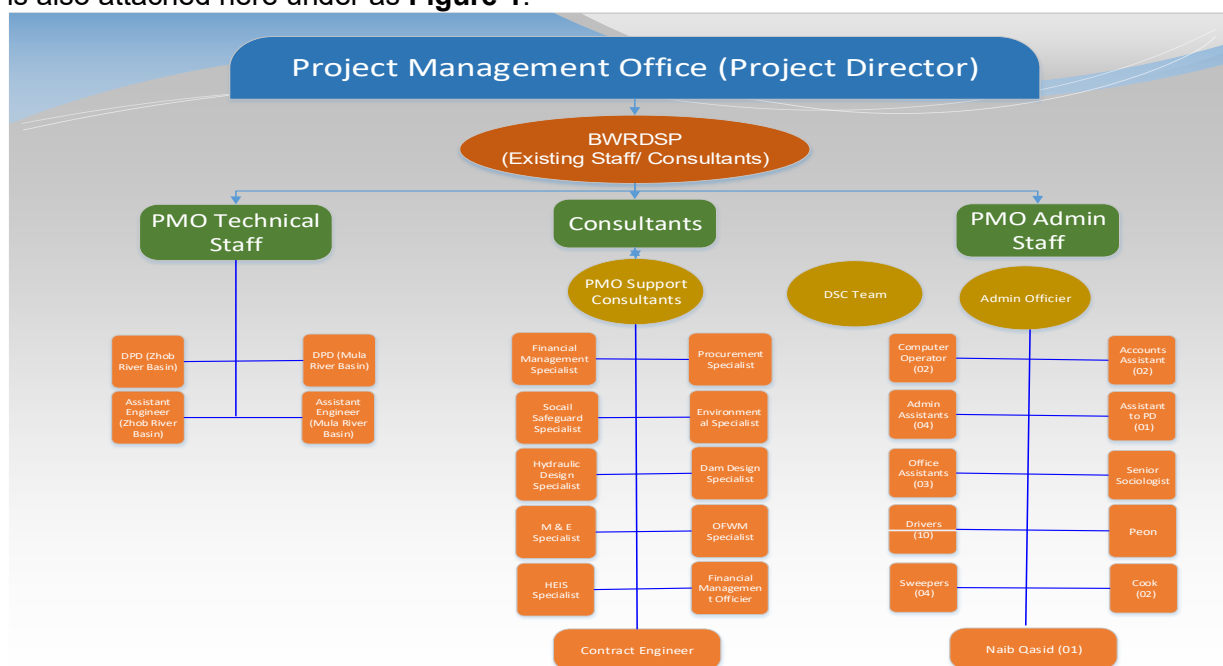 is also attached here under as Figure 1.
Project Management Office (Project Director)
BWRDSP
(Existing Staff/ Consultants)
PMO Technical
Staff
Consultants
PMO Admin
Staff
PMO Support
Consultants
DSC Team
Admin Officier
DPD (Zhob
River Basin)
DPD (Mula
River Basin)
Assistant
Engineer
(Zhob River
Basin)
Assistant
Engineer
(Mula River
Basin)
Financial
Management
Specialist
Procurement
Specialist
Socail
Safeguard
Specialist
Environment
al Specialist
Hydraulic
Design
Specialist
Dam Design
Specialist
M & E
Specialist
OFWM
Specialist
HEIS
Specialist
Financial
Managemen
t Officier
Contract Engineer
Computer
Operator
(02)
Accounts
Assistant
(02)
Admin
Assistants
(04)
Assistant
to PD
(01)
Office
Assistants
(03)
Senior
Sociologist
Drivers
(10)
Peon
Sweepers
(04)
Cook
(02)
Naib Qasid (01)